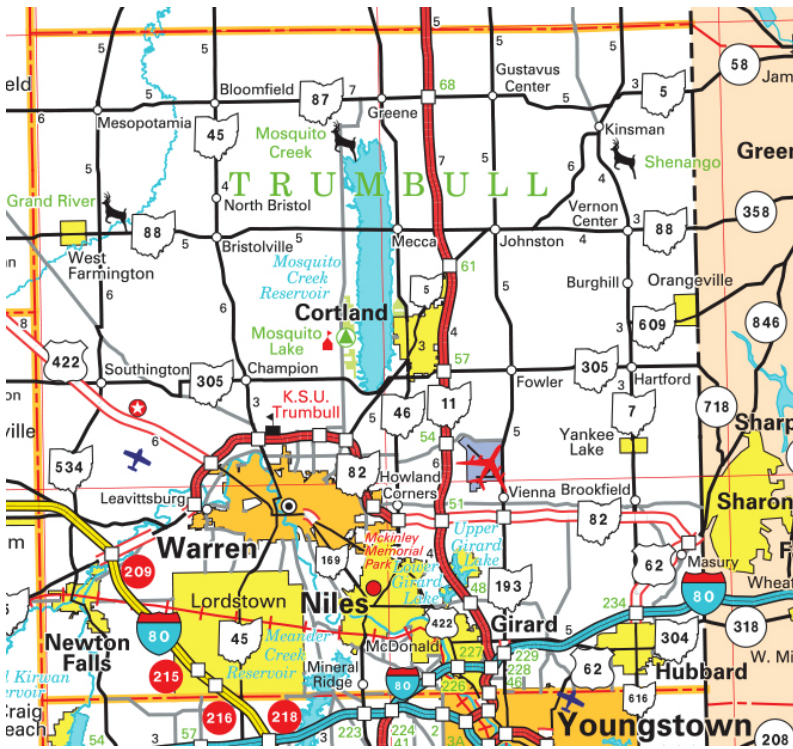 5
5
5
5
58
Jam
eld
Bloomfield
87
7
Greene
68
Gustavus
Center
3
5
5
5
6
Mesopotamia
5
45
Mosquito
Creek
Kinsman
Shenango
Green
5
5
7
5
6
4
TRUMBULL
Grand River
4
North Bristol
Vernon
Center
3
358
88
5
Bristolville
5
Mecca
Johnston
4
88
West
Farmington
Mosquito
Creek
Reservoir
61
5
5
Burghill
Orangeville
6
6
Cortland
8
422
Mosquito
Lake
3
4
3
609
846
57
Southington
305
Champion
Fowler
305
Hartford
3
K.S.U.
Trumbull
46
11
7
718
ville
6
54
5
Yankee
Lake
Sharp
534
82
6
Howland
Corners
Leavittsburg
51
Vienna
Brookfield
Sharon
82
Warren
Mckinley
Memorial
Park
4
Upper
Girard
Lake
62
Masury
209
169
Lower
Girard
Lake
48
193
234
80
Wheat
Lordstown
Niles
80
45
Meander
Creek
Reservoir
422
Girard
5
304
318
Newton
Falls
McDonald
227
229
228
46
62
Hubbard
W. Mi
215
Mineral
Ridge
80
226
616
Kirwan
ervoir
Craig
each
54
57
216
218
223
224
41
2
3A
Youngstown
208